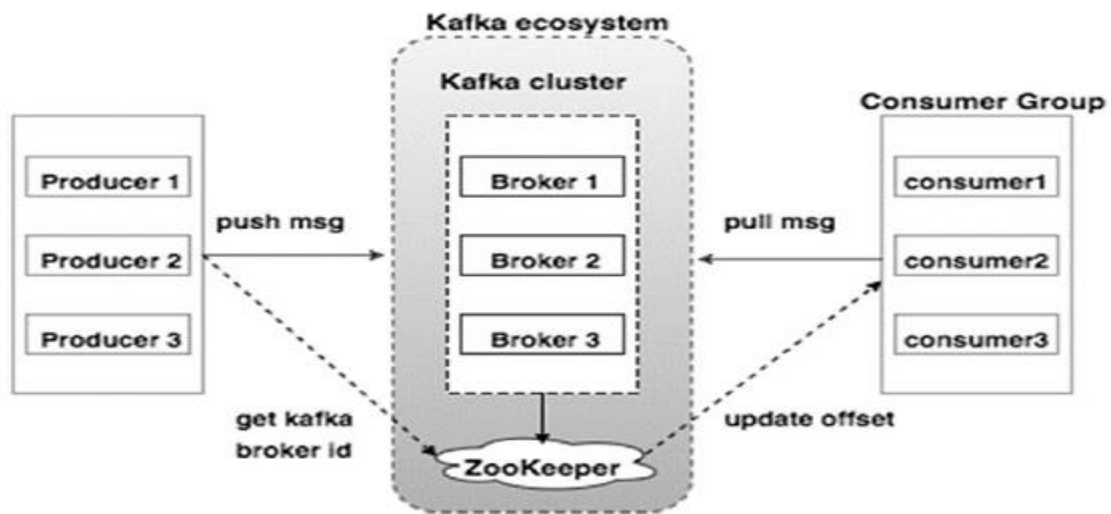 Kafka ecosystem
Kafka cluster
Consumer Group
Producer 1
Producer 2
Producer 3
push msg
Broker 1
Broker 2
Broker 3
pull msg
consumer1
consumer2
consumer3
get kafka
broker id
ZooKeeper
update offset